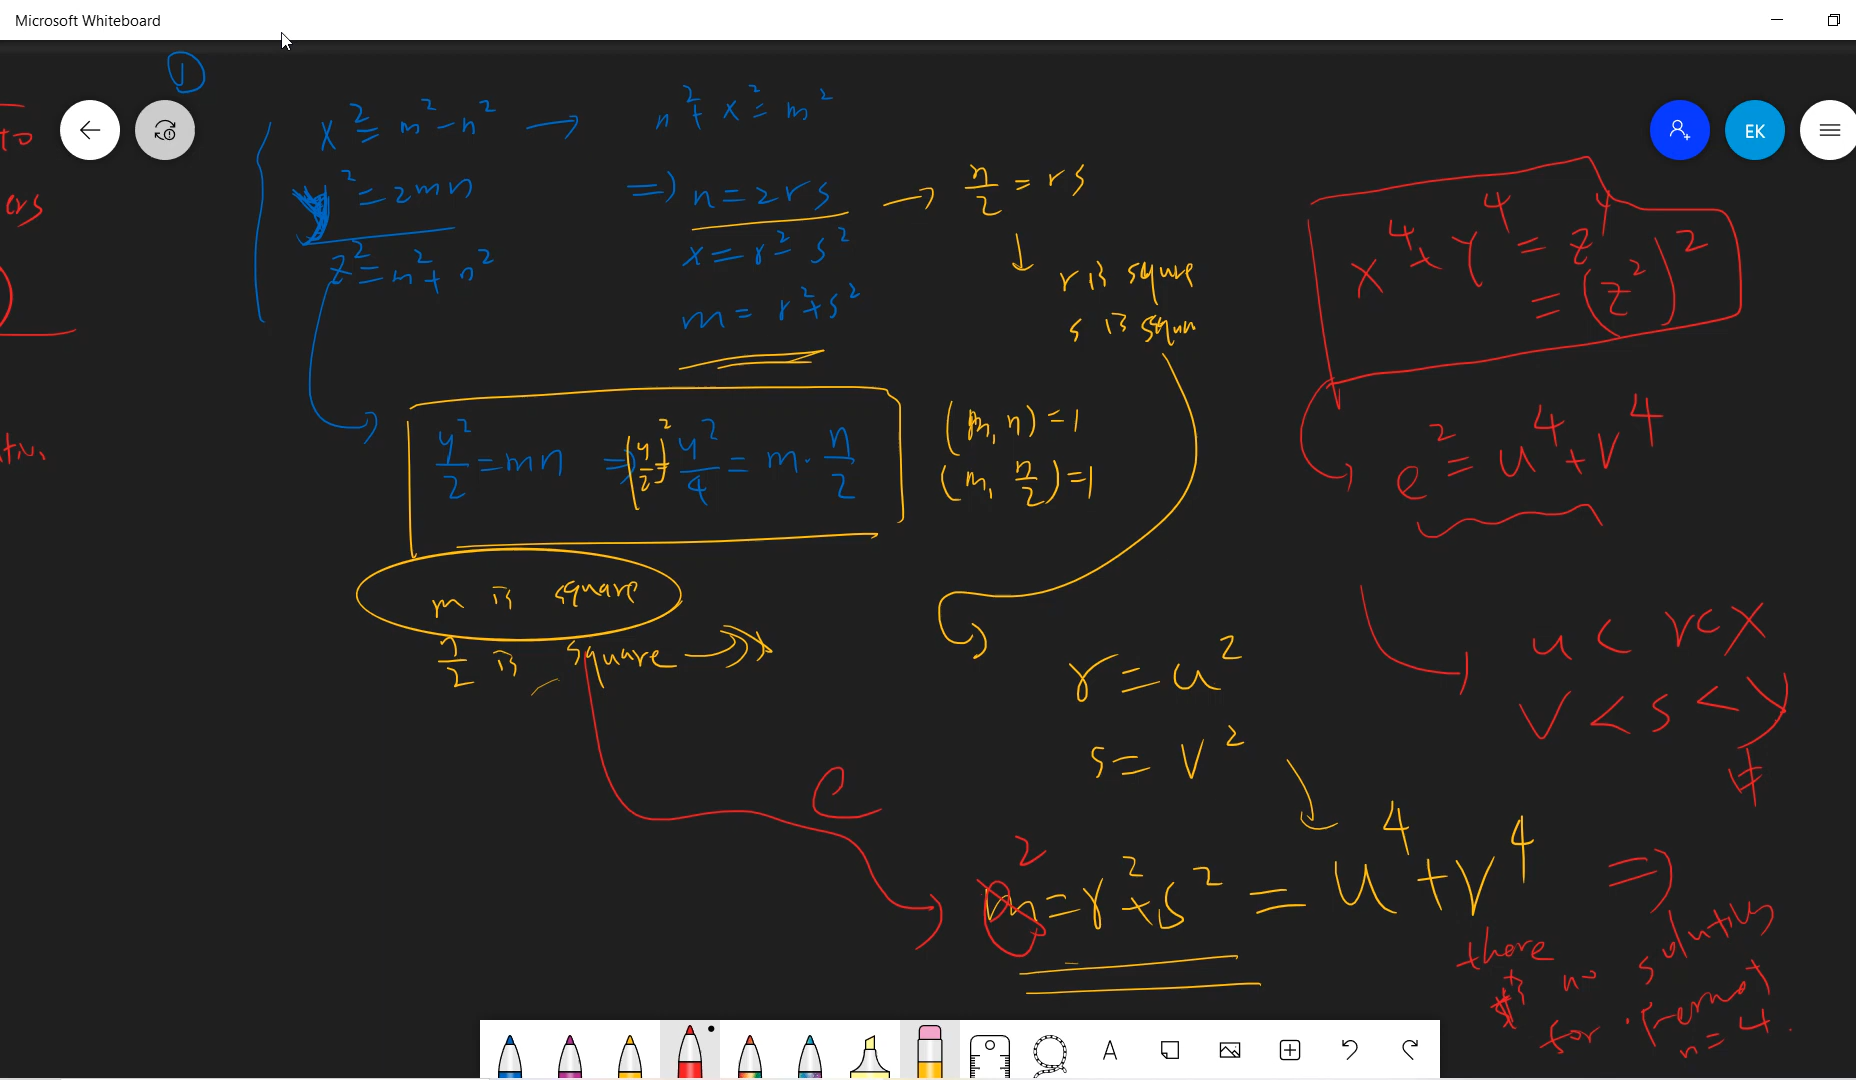 Microsoft Whiteboard
①
to
ers
x² = m² - n² → n² + x² = m²
y² = 2mn ⇒ n = 2rs → n/2 = rs
z² = m² + n²
x = r² - s²
m = r² + s²
r is square
s is square
y²/2 = mn ⇒ (y/2)² = y²/4 = m · n/2
(m, n) = 1
(m, n/2) = 1
m is square
n/2 is square
r = u²
s = v²
e
e² = r² + s² = u⁴ + v⁴ ⇒
EK
x⁴ + y⁴ = z⁴
= (z²)²
e² = u⁴ + v⁴
u < r < x
v < s < y
there is no solutions
for Fermat
n = 4.
A